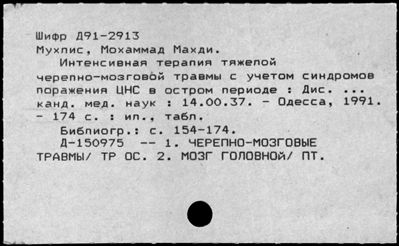 Шифр Д91-2913
Мухлис, Мохаммад Махди.
Интенсивная терапия тяжелой
черепно-мозговой травмы с учетом синдромов
поражения ЦНС в остром периоде : Дис. ...
канд. мед. наук : 14.00.37. - Одесса, 1991.
- 174 с. : ил., табл.
Библиогр.: с. 154-174.
Д-150975 -- 1. ЧЕРЕПНО-МОЗГОВЫЕ
ТРАВМЫ/ ТР ОС. 2. МОЗГ ГОЛОВНОЙ/ ПТ.